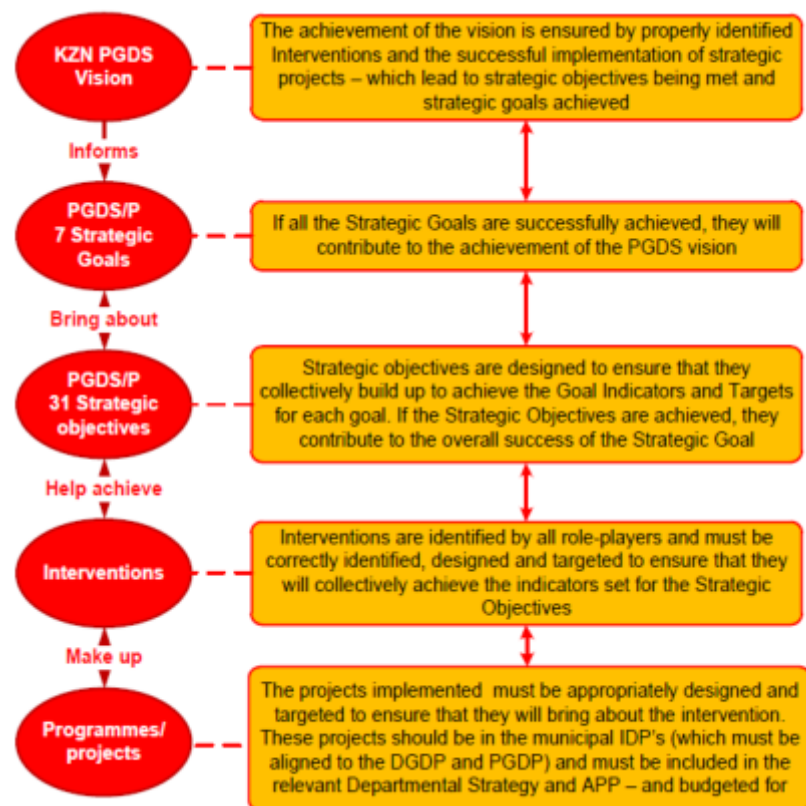 KZN PGDS
Vision
The achievement of the vision is ensured by properly identified
Interventions and the successful implementation of strategic
projects – which lead to strategic objectives being met and
strategic goals achieved
Informs
PGDS/P
7 Strategic
Goals
If all the Strategic Goals are successfully achieved, they will
contribute to the achievement of the PGDS vision
Bring about
PGDS/P
31 Strategic
objectives
Strategic objectives are designed to ensure that they
collectively build up to achieve the Goal Indicators and Targets
for each goal. If the Strategic Objectives are achieved, they
contribute to the overall success of the Strategic Goal
Help achieve
Interventions
Interventions are identified by all role-players and must be
correctly identified, designed and targeted to ensure that they
will collectively achieve the indicators set for the Strategic
Objectives
Make up
Programmes/
projects
The projects implemented must be appropriately designed and
targeted to ensure that they will bring about the intervention.
These projects should be in the municipal IDP's (which must be
aligned to the DGDP and PGDP) and must be included in the
relevant Departmental Strategy and APP – and budgeted for